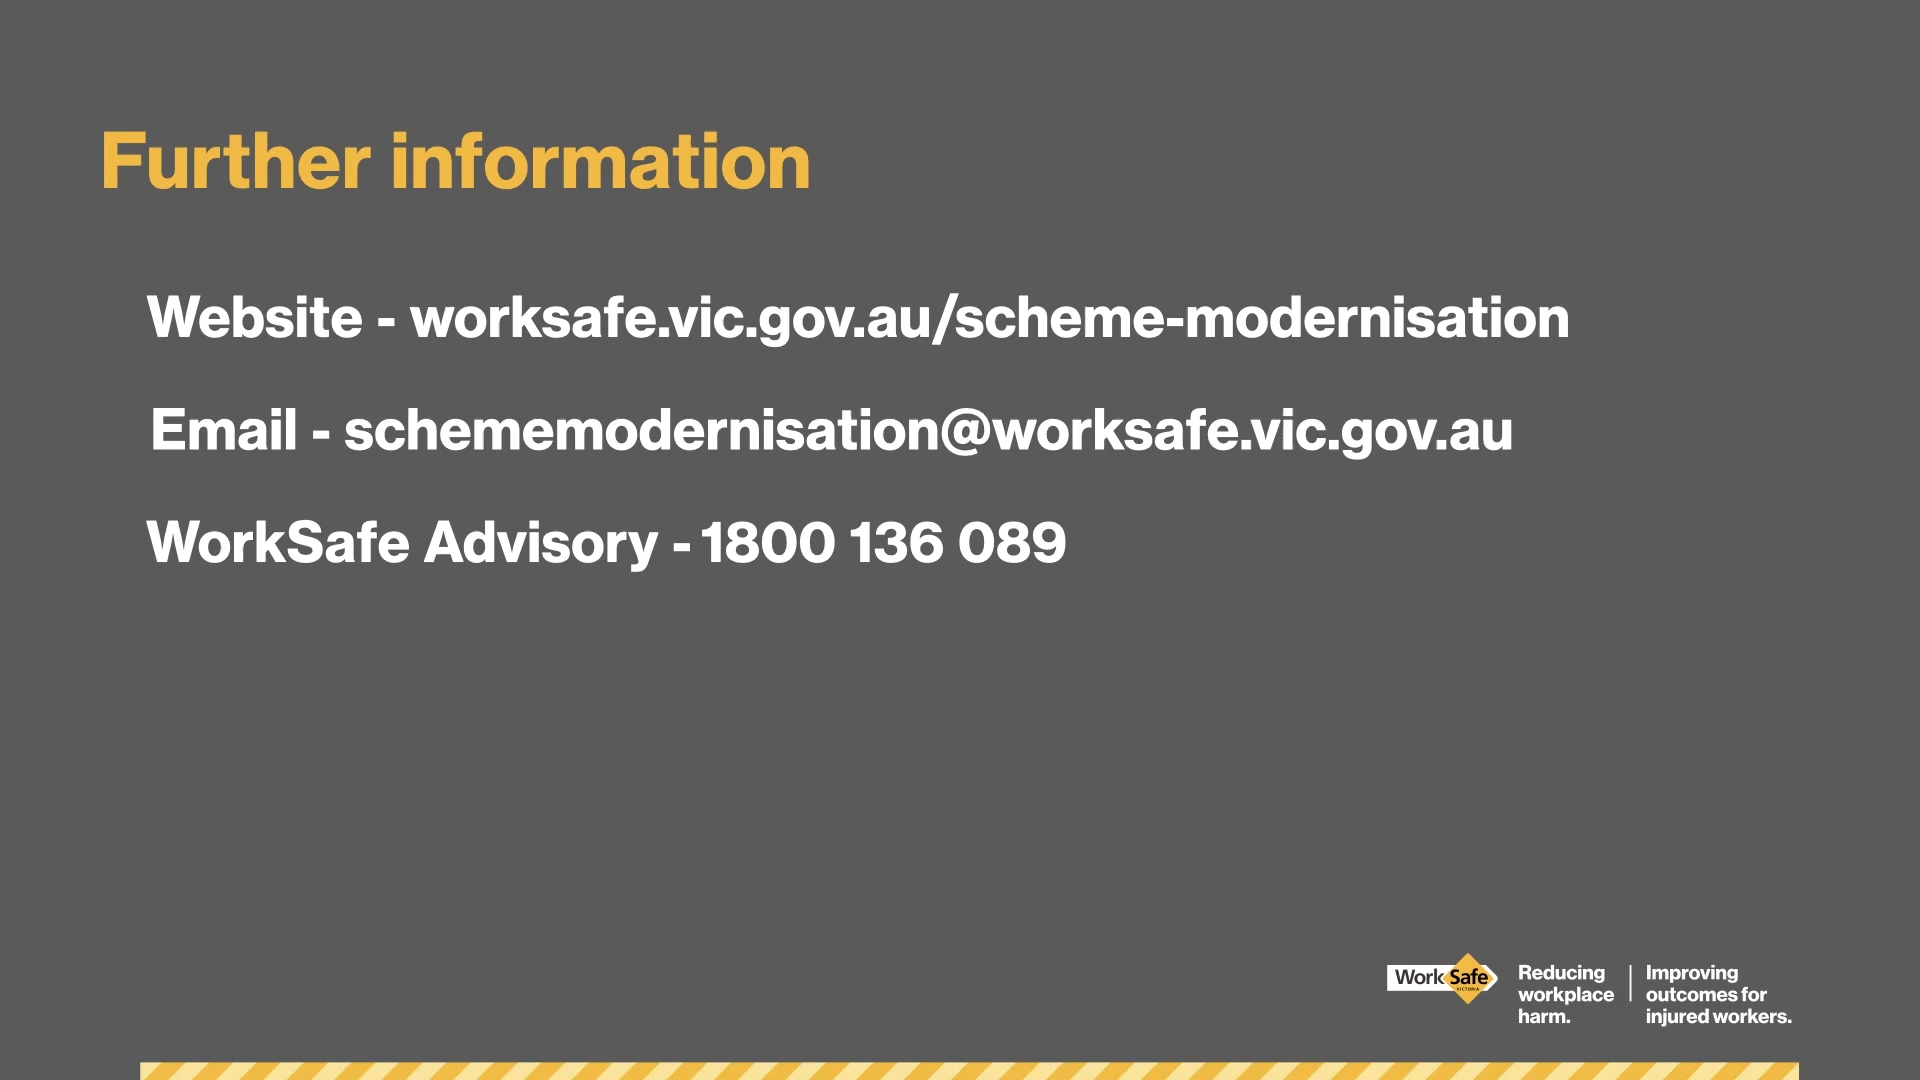 Further information
Website - worksafe.vic.gov.au/scheme-modernisation
Email - schememodernisation@worksafe.vic.gov.au
WorkSafe Advisory - 1800 136 089
WorkSafe
VICTORIA
Reducing
workplace
harm.
Improving
outcomes for
injured workers.